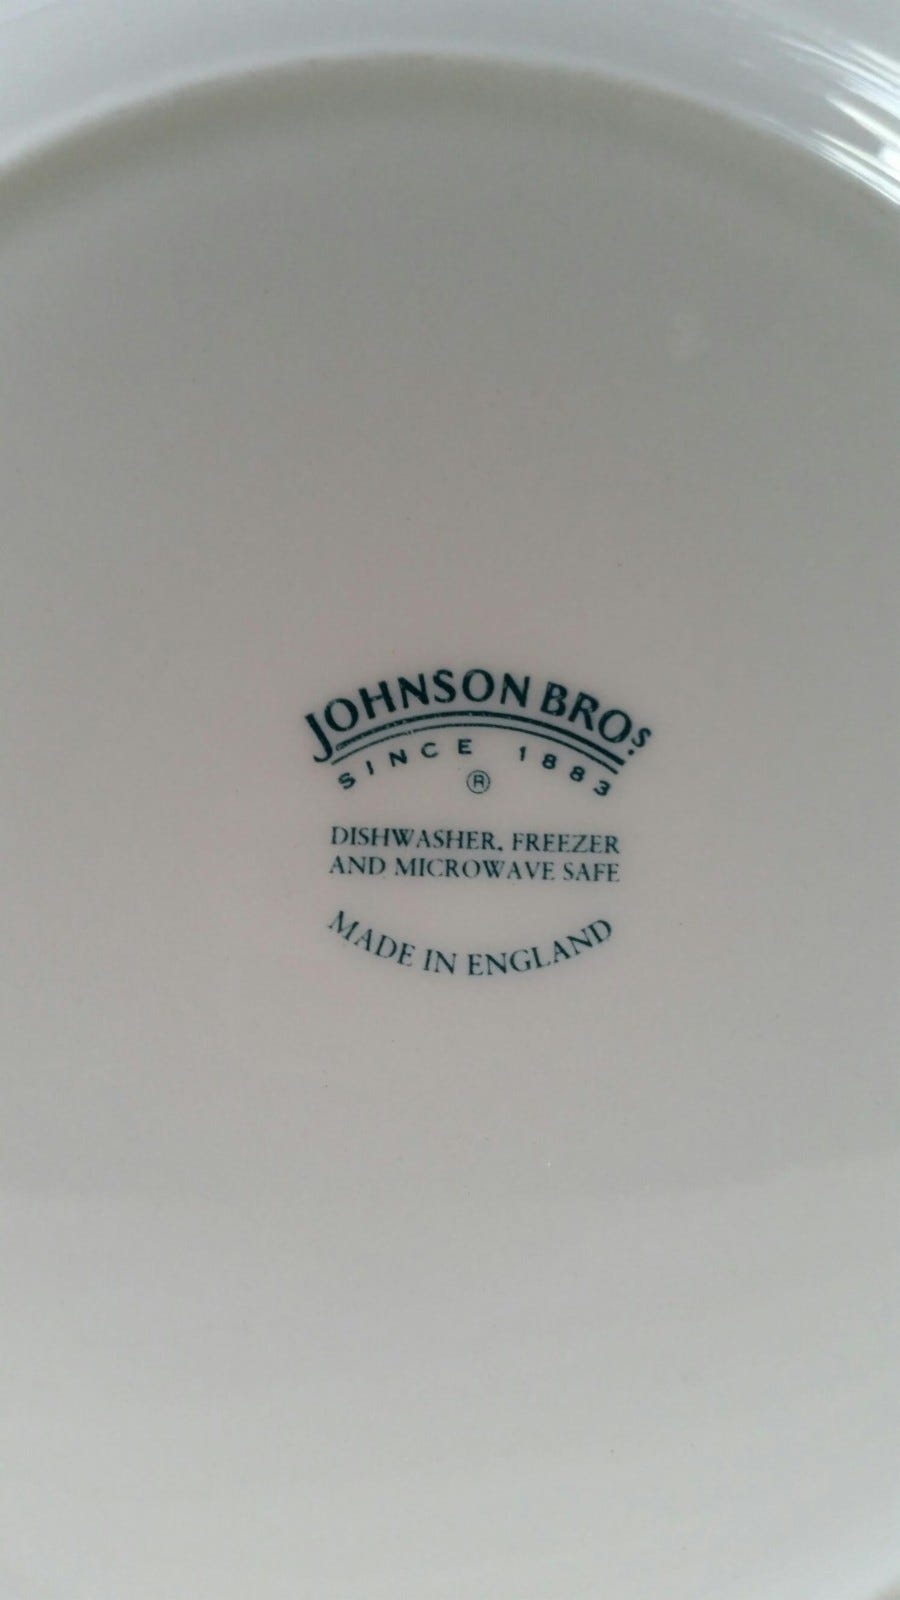 JOHNSON BROS.
SINCE 1883
®
DISHWASHER, FREEZER
AND MICROWAVE SAFE
MADE IN ENGLAND